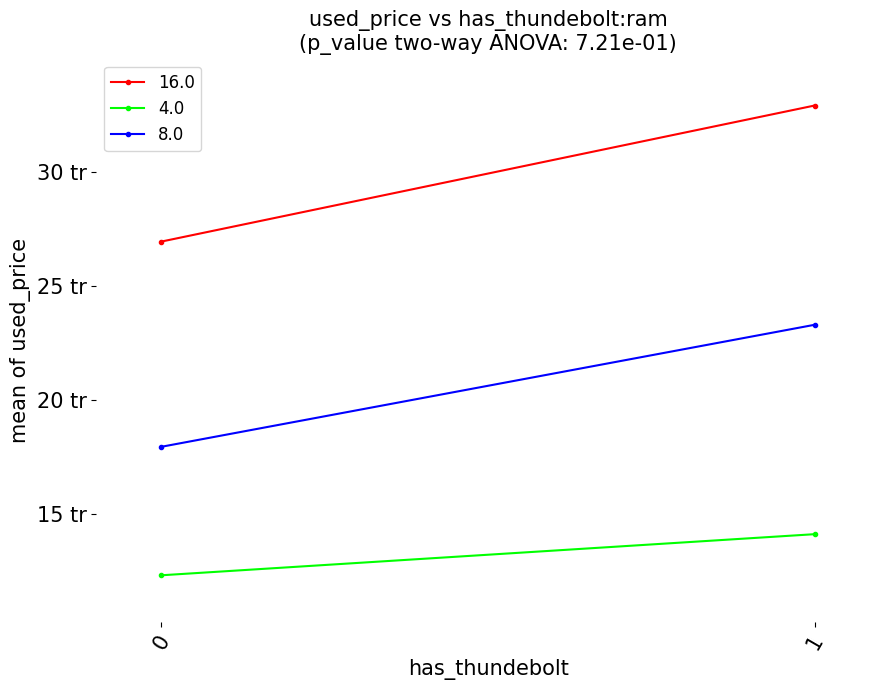 used_price vs has_thundebolt:ram
(p_value two-way ANOVA: 7.21e-01)
16.0
4.0
8.0
mean of used_price
30 tr
25 tr
20 tr
15 tr
0
1
has_thundebolt